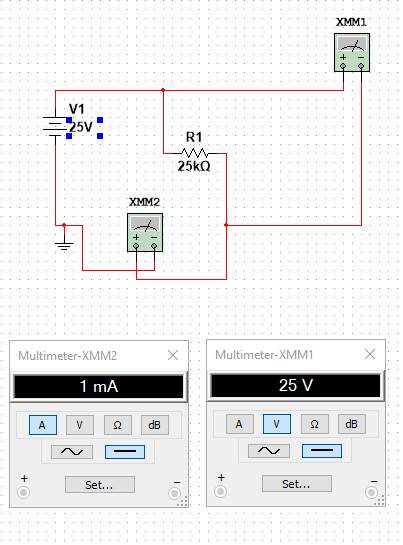 XMM1
+ -
V1
25V
R1
25kΩ
XMM2
+ -
Multimeter-XMM2
1 mA
A V Ω dB
+ Set... -
Multimeter-XMM1
25 V
A V Ω dB
+ Set... -